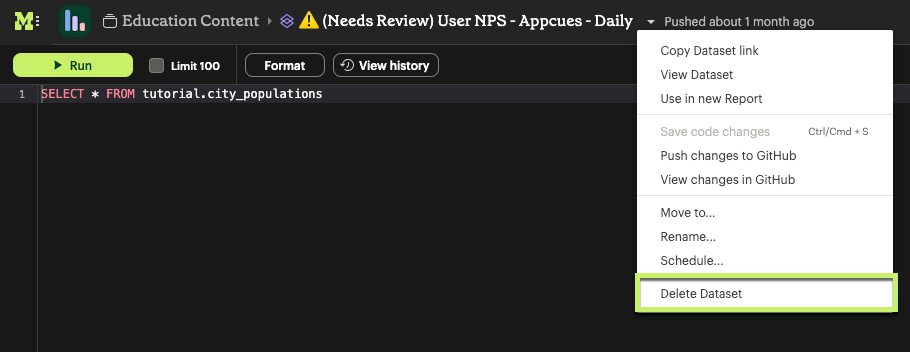 M Education Content › (Needs Review) User NPS - Appcues - Daily Pushed about 1 month ago
Run Limit 100 Format View history
1 SELECT * FROM tutorial.city_populations
Copy Dataset link
View Dataset
Use in new Report
Save code changes Ctrl/Cmd + S
Push changes to GitHub
View changes in GitHub
Move to...
Rename...
Schedule...
Delete Dataset